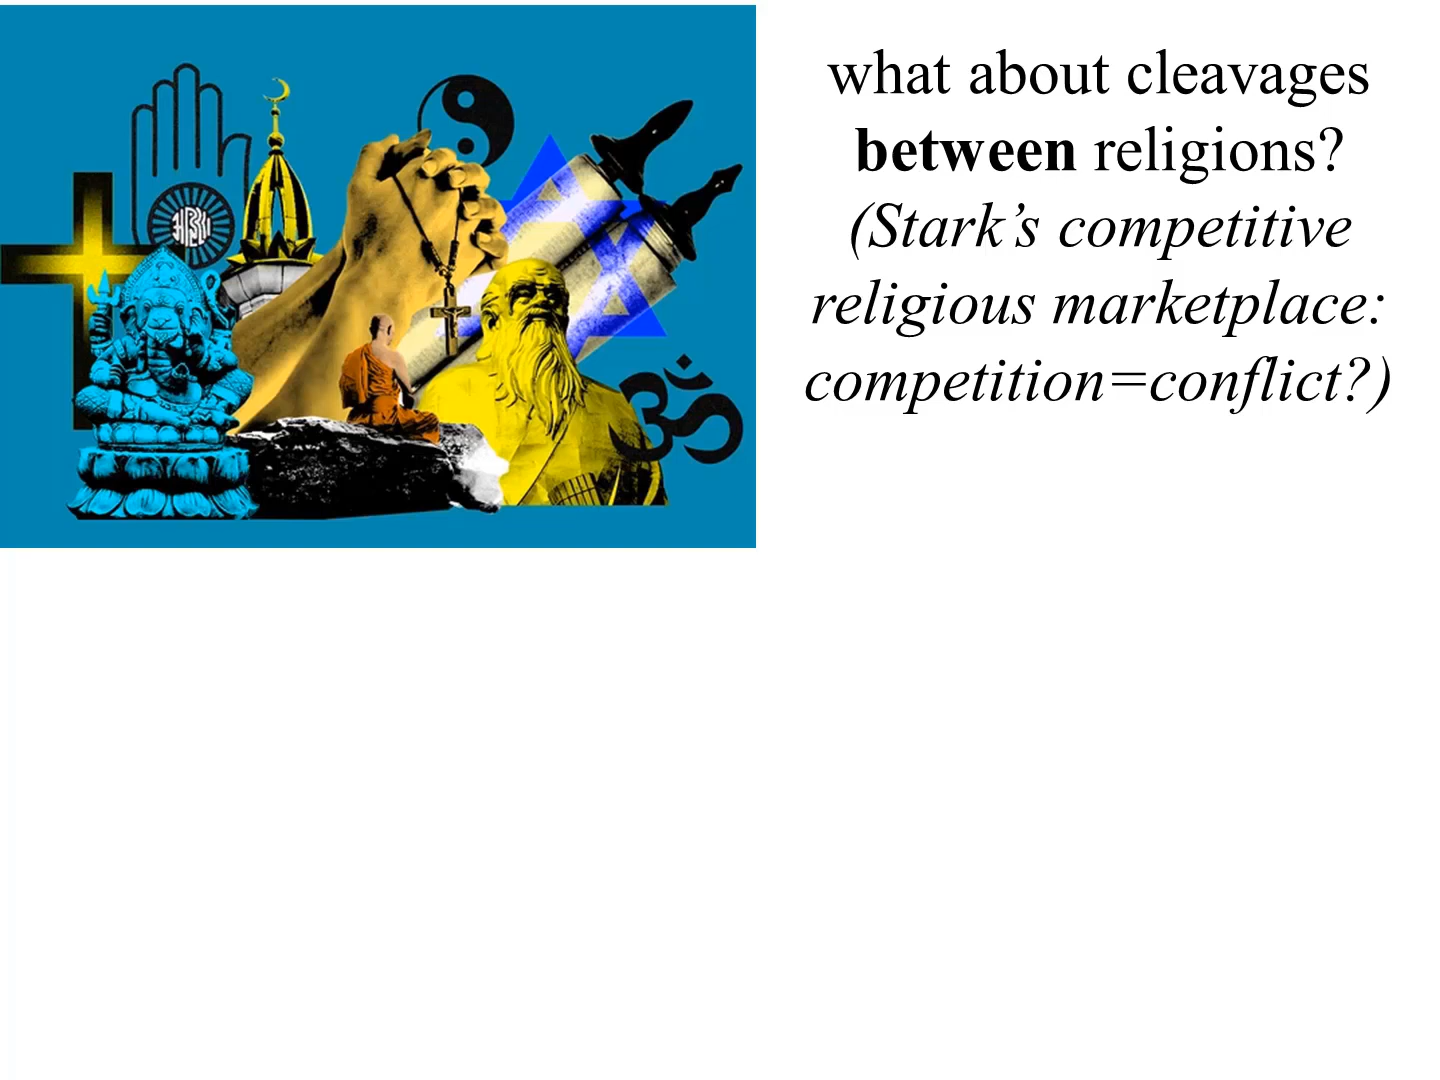 what about cleavages
between religions?
(Stark’s competitive
religious marketplace:
competition=conflict?)
ॐ